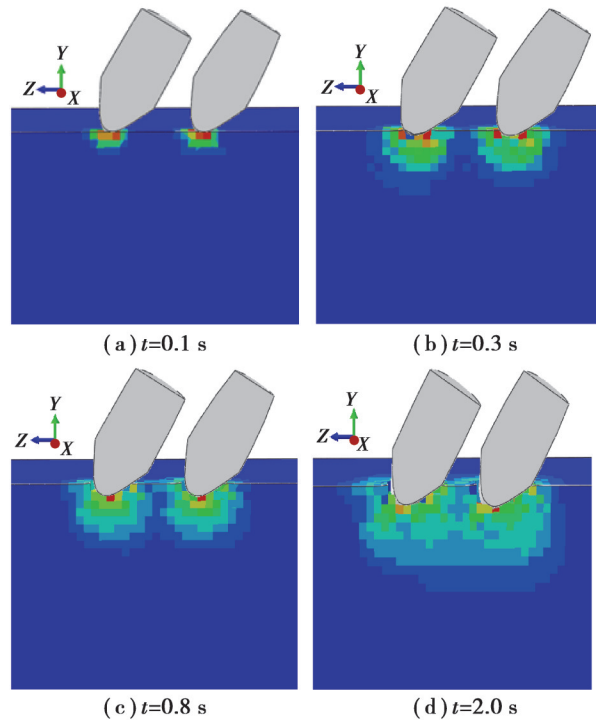 Y
Z
X
Y
Z
X
(a) t=0.1 s
(b) t=0.3 s
Y
Z
X
Y
Z
X
(c) t=0.8 s
(d) t=2.0 s